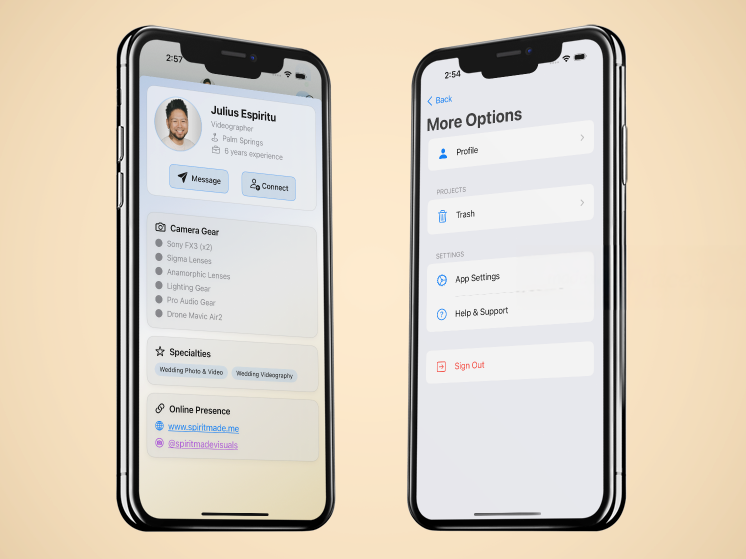 2:57
Julius Espiritu
Videographer
Palm Springs
6 years experience
Message
Connect
Camera Gear
Sony FX3 (x2)
Sigma Lenses
Anamorphic Lenses
Lighting Gear
Pro Audio Gear
Drone Mavic Air2
Specialties
Wedding Photo & Video
Wedding Videography
Online Presence
www.spiritmade.me
@spiritmadevisuals
2:54
Back
More Options
Profile
PROJECTS
Trash
SETTINGS
App Settings
Help & Support
Sign Out